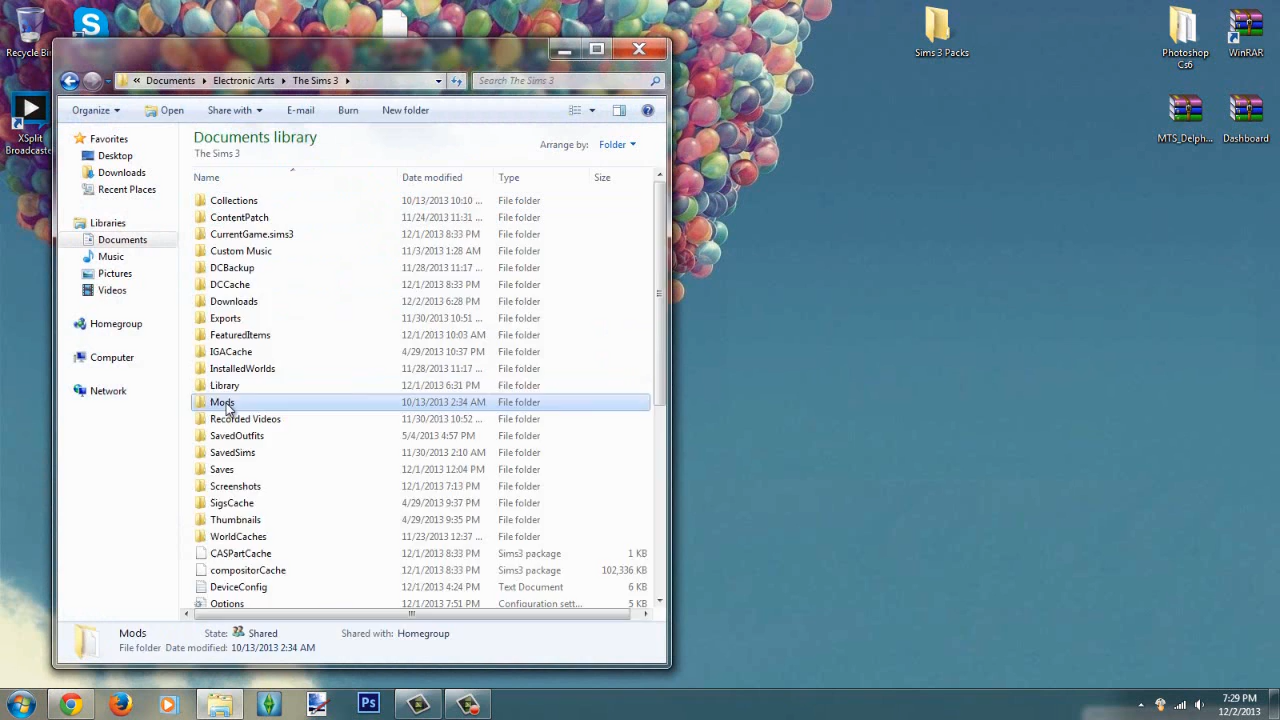 Recycle Bin
Sims 3 Packs
Photoshop Cs6
WinRAR
XSplit Broadcaste
MTS_Delph...
Dashboard
« Documents Electronic Arts The Sims 3 Search The Sims 3
Organize Open Share with E-mail Burn New folder
Favorites
Desktop
Downloads
Recent Places
Libraries
Documents
Music
Pictures
Videos
Homegroup
Computer
Network
Documents library
The Sims 3
Arrange by: Folder
Name Date modified Type Size
Collections 10/13/2013 10:10 ... File folder
ContentPatch 11/24/2013 11:31 ... File folder
CurrentGame.sims3 12/1/2013 8:33 PM File folder
Custom Music 11/3/2013 1:28 AM File folder
DCBackup 11/28/2013 11:17 ... File folder
DCCache 12/1/2013 8:33 PM File folder
Downloads 12/2/2013 6:28 PM File folder
Exports 11/30/2013 10:51 ... File folder
FeaturedItems 12/1/2013 10:03 AM File folder
IGACache 4/29/2013 10:37 PM File folder
InstalledWorlds 11/28/2013 11:17 ... File folder
Library 12/1/2013 6:31 PM File folder
Mods 10/13/2013 2:34 AM File folder
Recorded Videos 11/30/2013 10:52 ... File folder
SavedOutfits 5/4/2013 4:57 PM File folder
SavedSims 11/30/2013 2:10 AM File folder
Saves 12/1/2013 12:04 PM File folder
Screenshots 12/1/2013 7:13 PM File folder
SigsCache 4/29/2013 9:37 PM File folder
Thumbnails 4/29/2013 9:35 PM File folder
WorldCaches 11/23/2013 12:37 ... File folder
CASPartCache 12/1/2013 8:33 PM Sims3 package 1 KB
compositorCache 12/1/2013 8:33 PM Sims3 package 102,336 KB
DeviceConfig 12/1/2013 4:24 PM Text Document 6 KB
Options 12/1/2013 7:51 PM Configuration sett... 5 KB
Mods State: Shared Shared with: Homegroup
File folder Date modified: 10/13/2013 2:34 AM
Ps
7:29 PM
12/2/2013